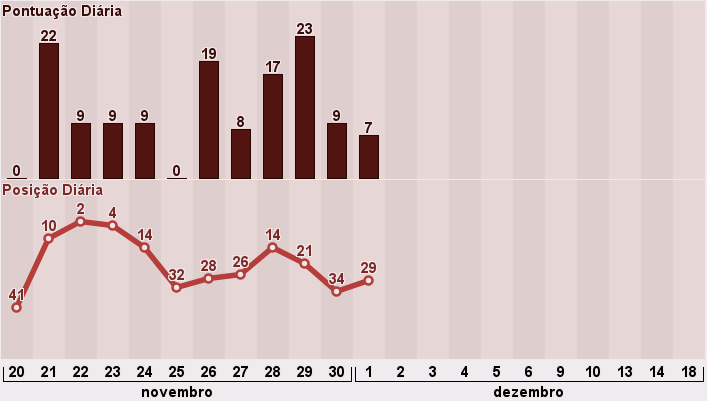 Pontuação Diária
0 22 9 9 9 0 19 8 17 23 9 7
Posição Diária
41 10 2 4 14 32 28 26 14 21 34 29
20 21 22 23 24 25 26 27 28 29 30 1 2 3 4 5 6 9 10 13 14 18
novembro dezembro